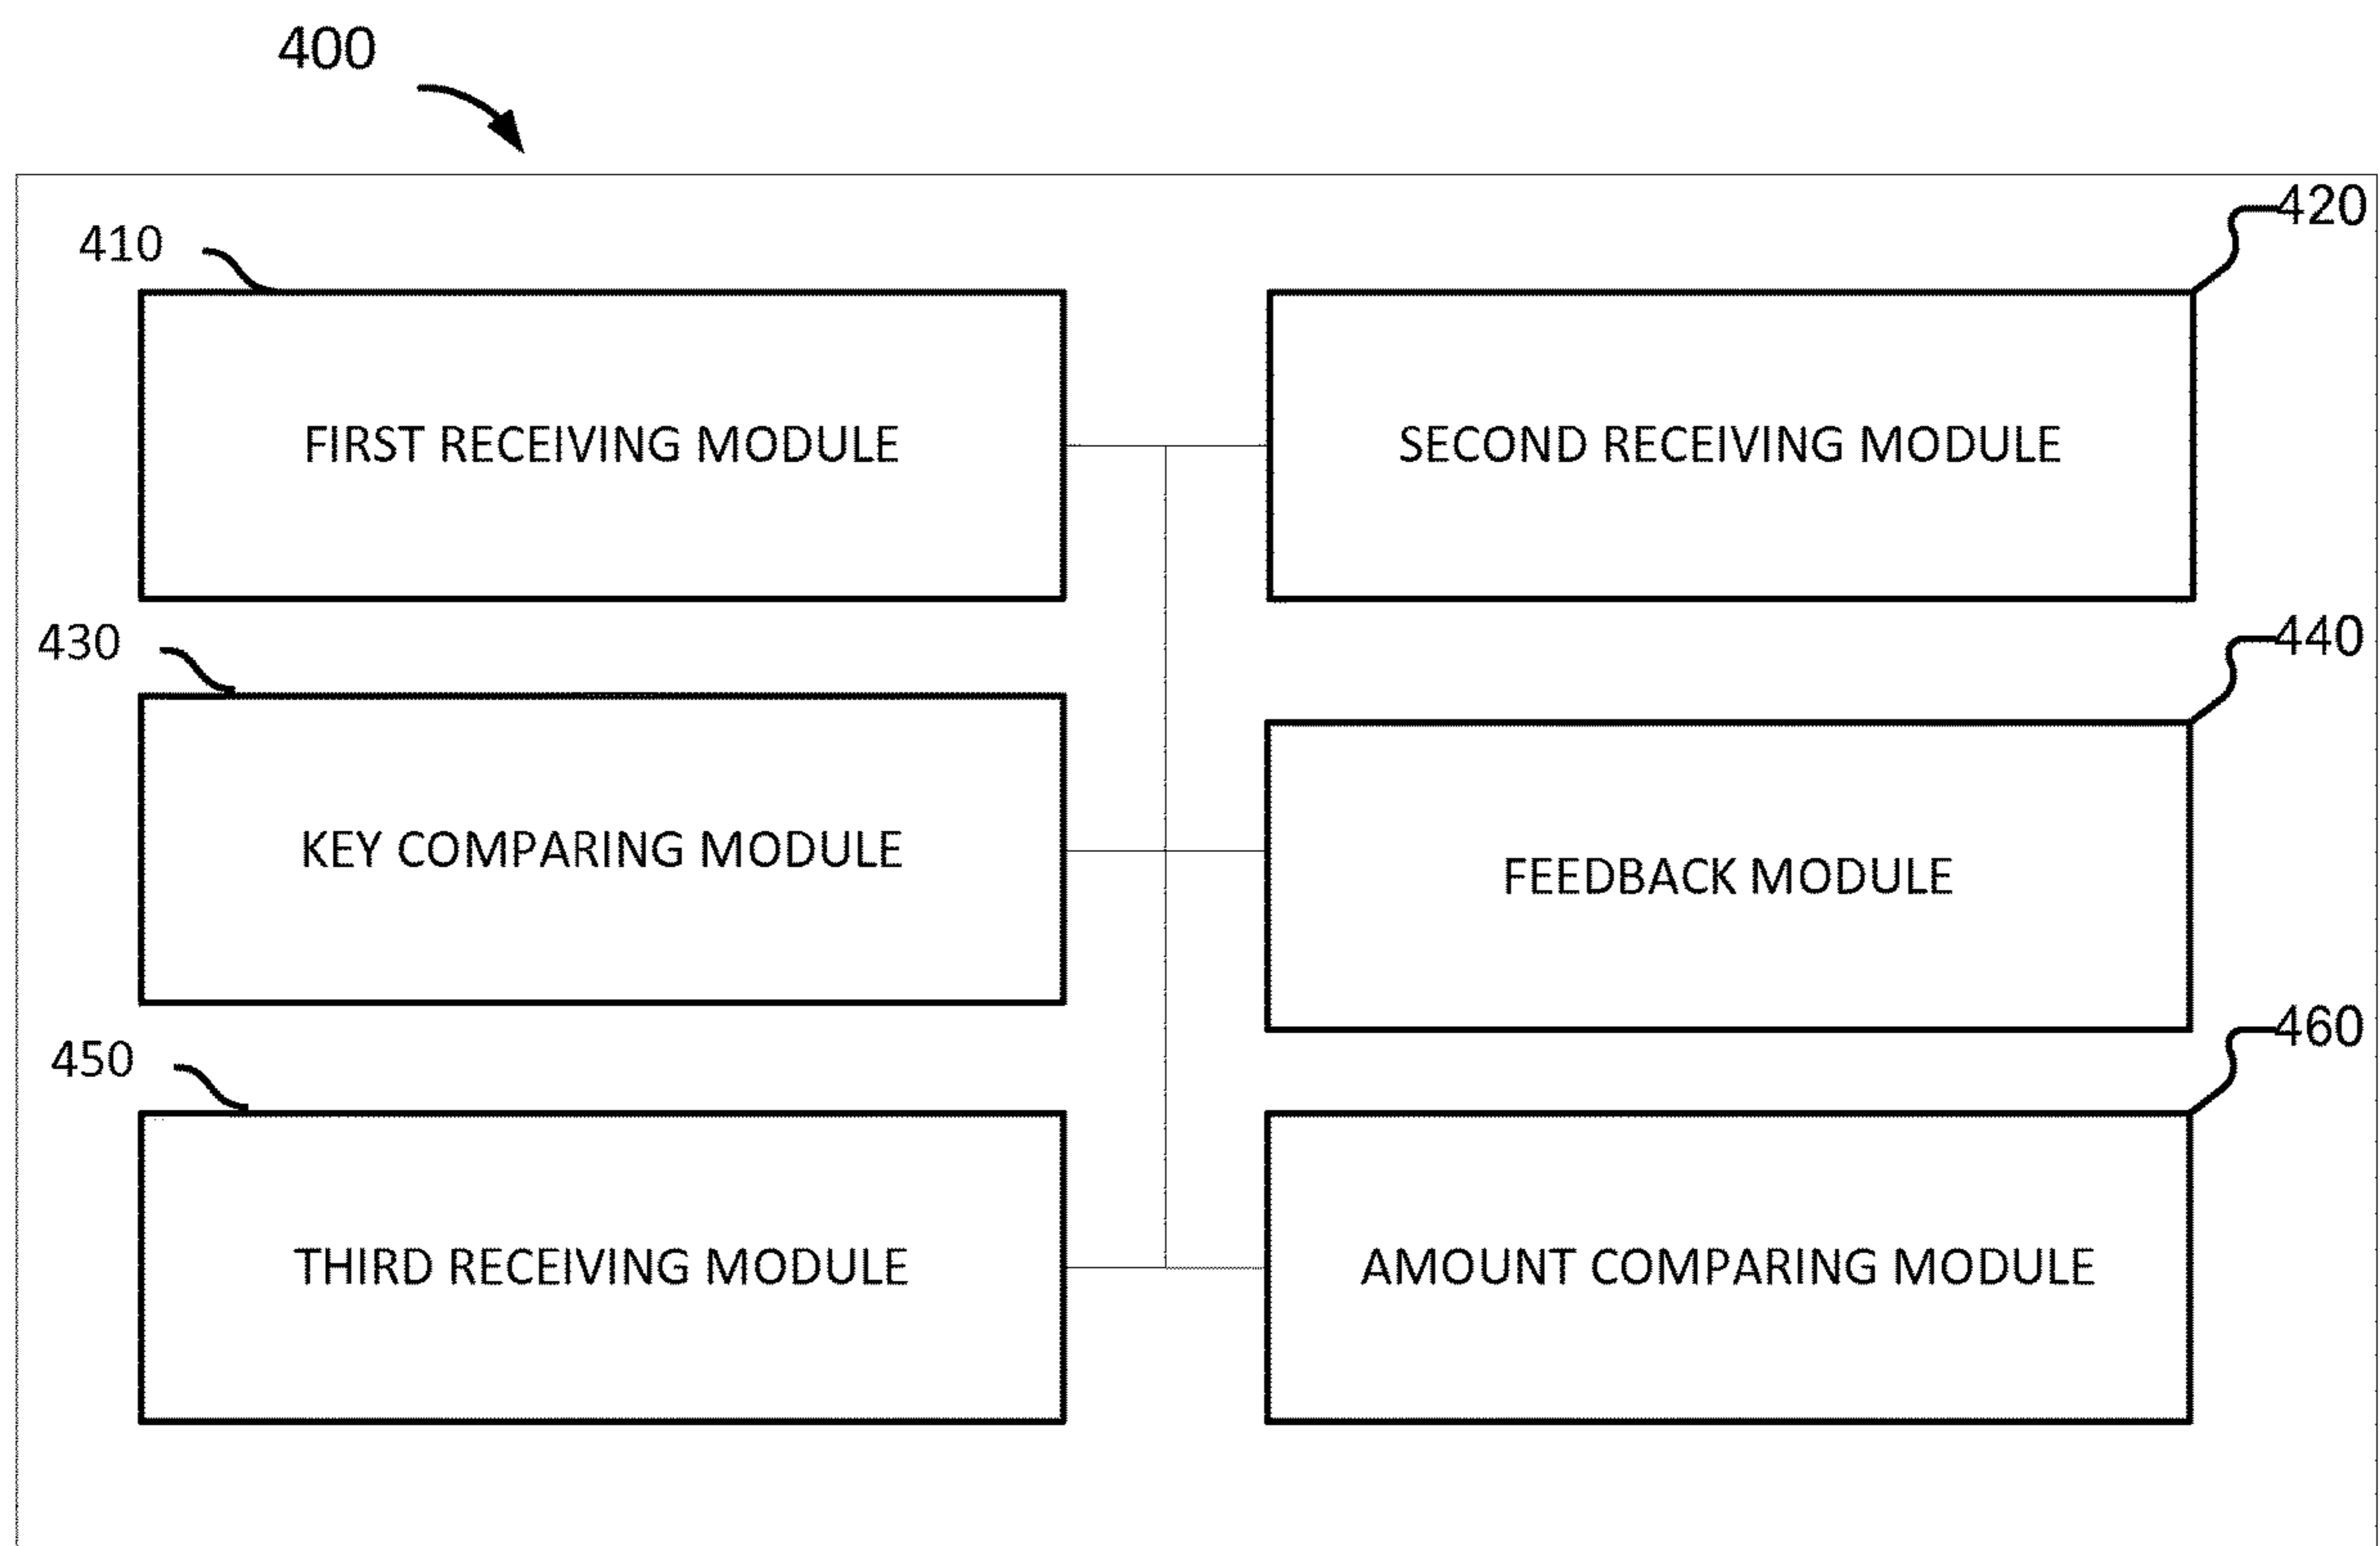 400
410
420
FIRST RECEIVING MODULE
SECOND RECEIVING MODULE
430
440
KEY COMPARING MODULE
FEEDBACK MODULE
450
460
THIRD RECEIVING MODULE
AMOUNT COMPARING MODULE